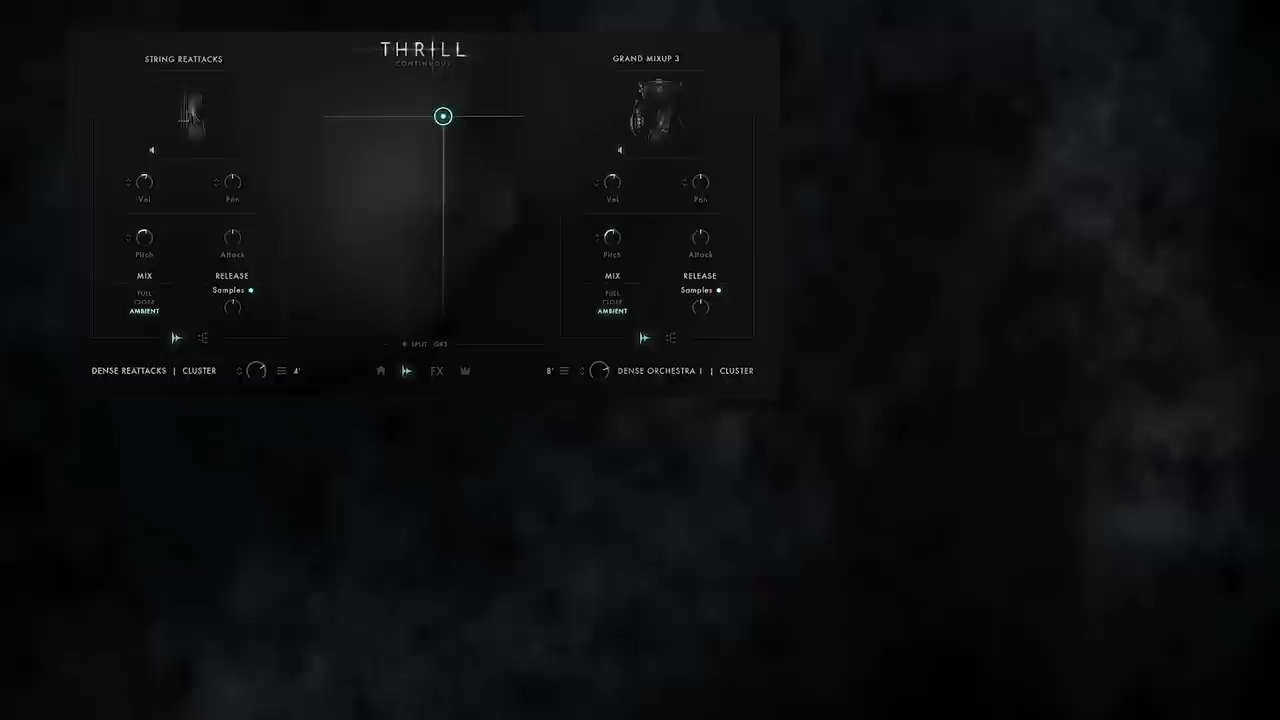 THRILL
CONTINUOUS
STRING REATTACKS
GRAND MIXUP 3
Vol
Pan
Vol
Pan
Pitch
Attack
Pitch
Attack
MIX
RELEASE
MIX
RELEASE
Samples
Samples
FULL
CLOSE
AMBIENT
FULL
CLOSE
AMBIENT
SPLIT
DENSE REATTACKS | CLUSTER
4'
FX
8'
DENSE ORCHESTRA 1 | CLUSTER